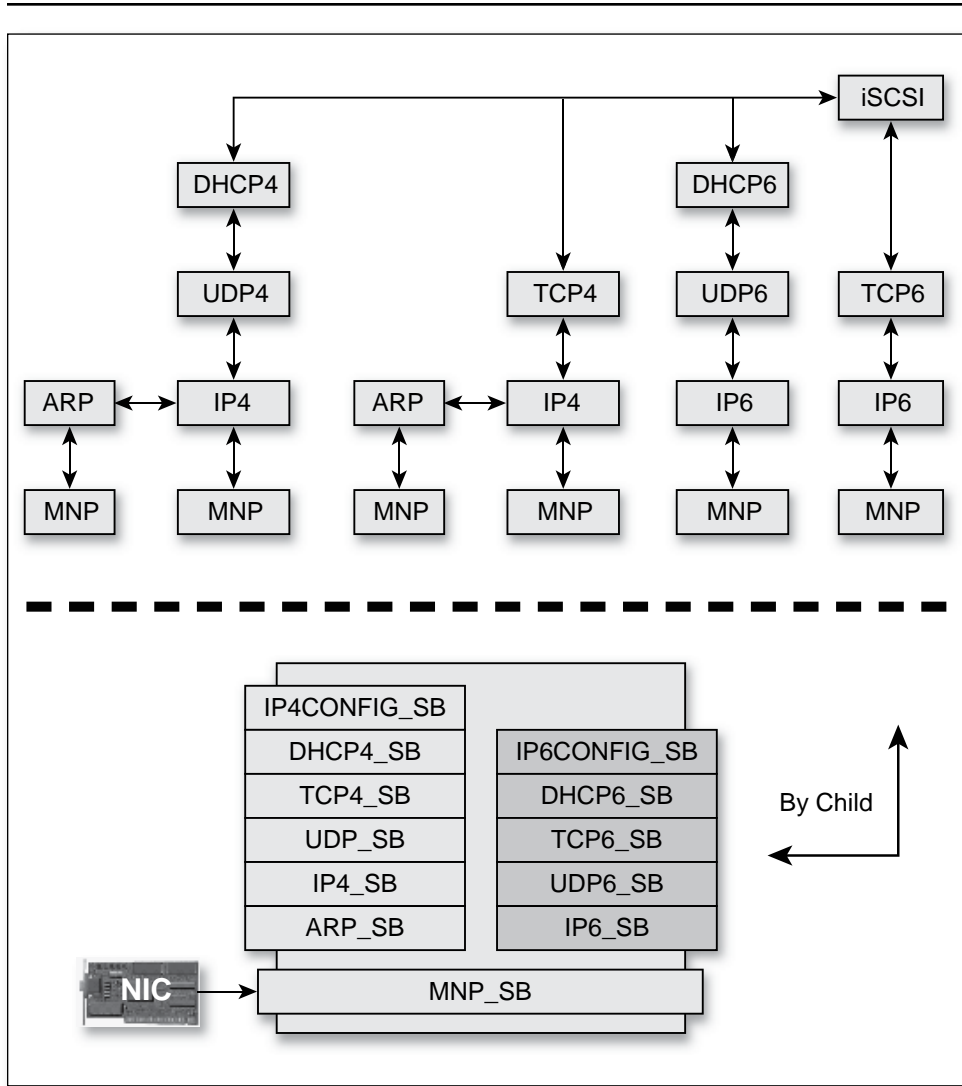 iSCSI
DHCP4 DHCP6
UDP4 TCP4 UDP6 TCP6
ARP IP4 ARP IP4 IP6 IP6
MNP MNP MNP MNP MNP MNP
IP4CONFIG_SB
DHCP4_SB
TCP4_SB
UDP_SB
IP4_SB
ARP_SB
IP6CONFIG_SB
DHCP6_SB
TCP6_SB
UDP6_SB
IP6_SB
By Child
NIC
MNP_SB